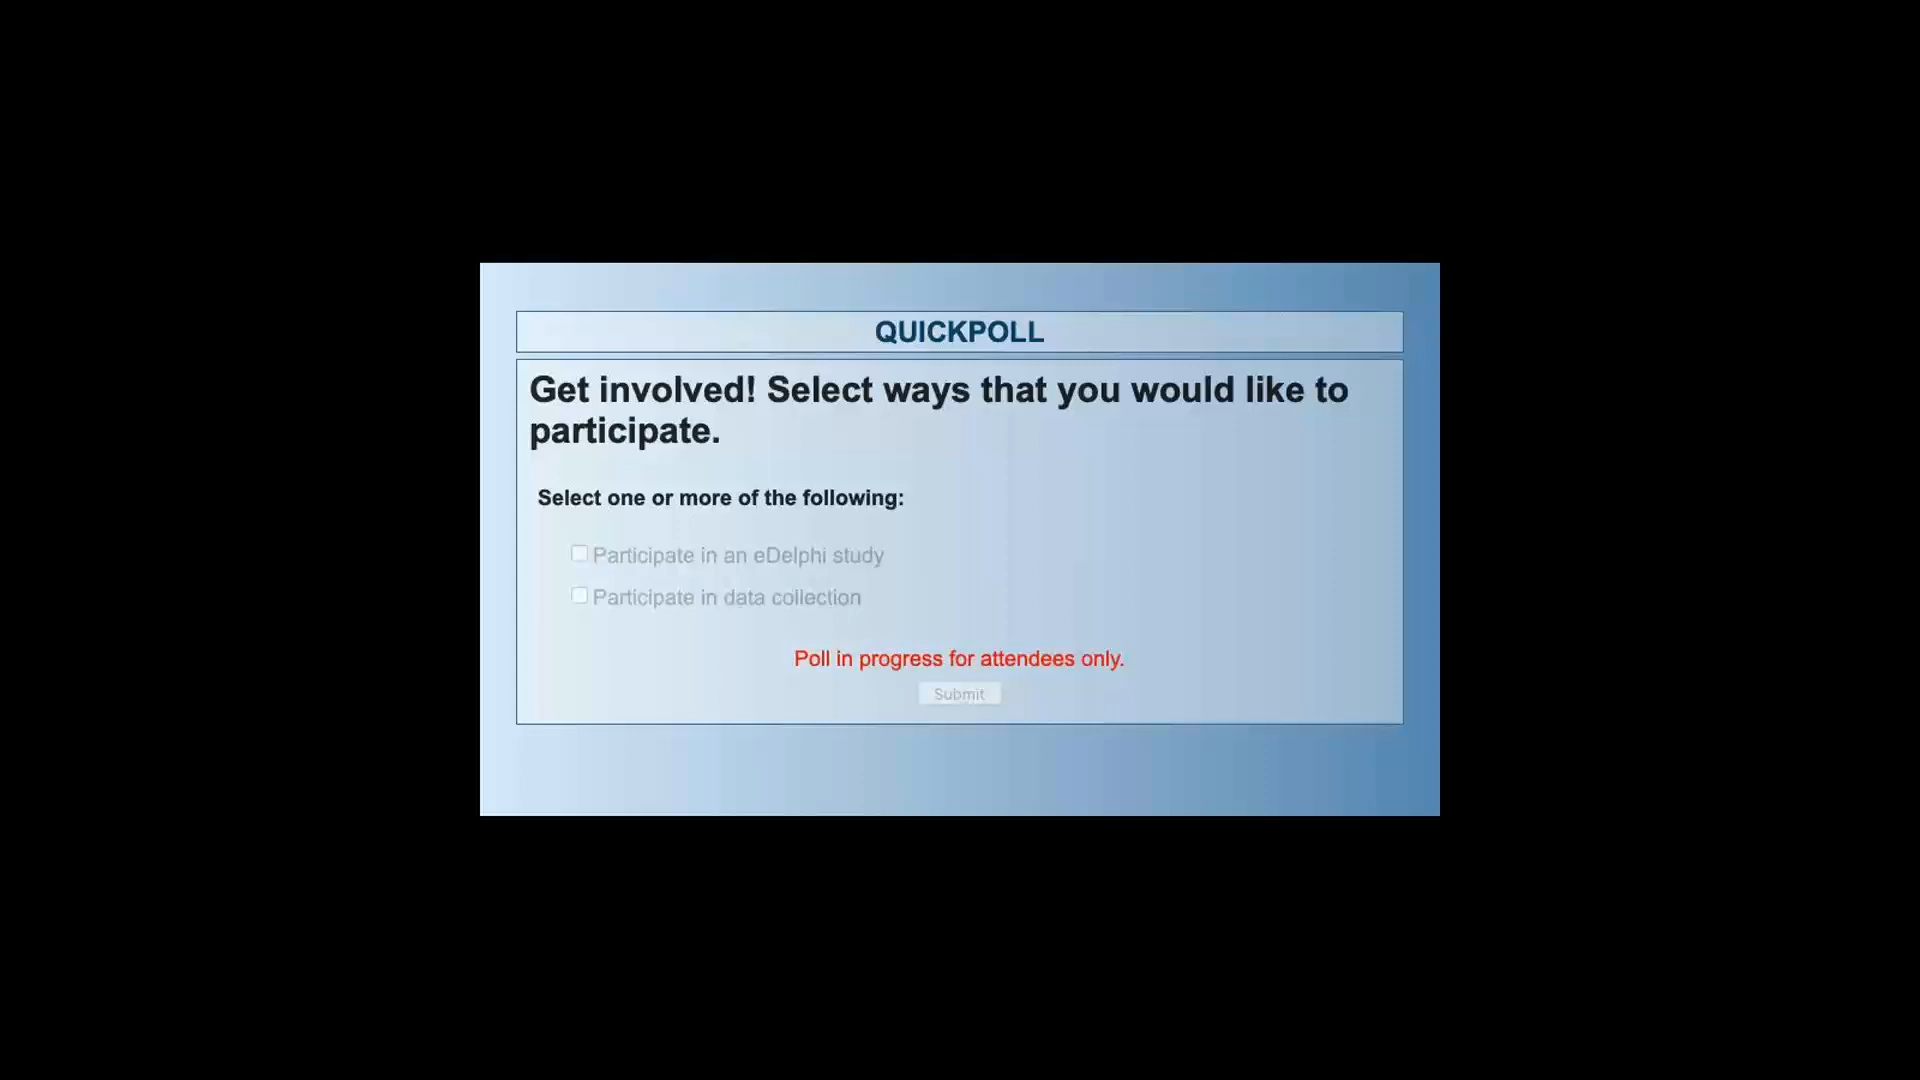 QUICKPOLL
Get involved! Select ways that you would like to
participate.
Select one or more of the following:
Participate in an eDelphi study
Participate in data collection
Poll in progress for attendees only.
Submit